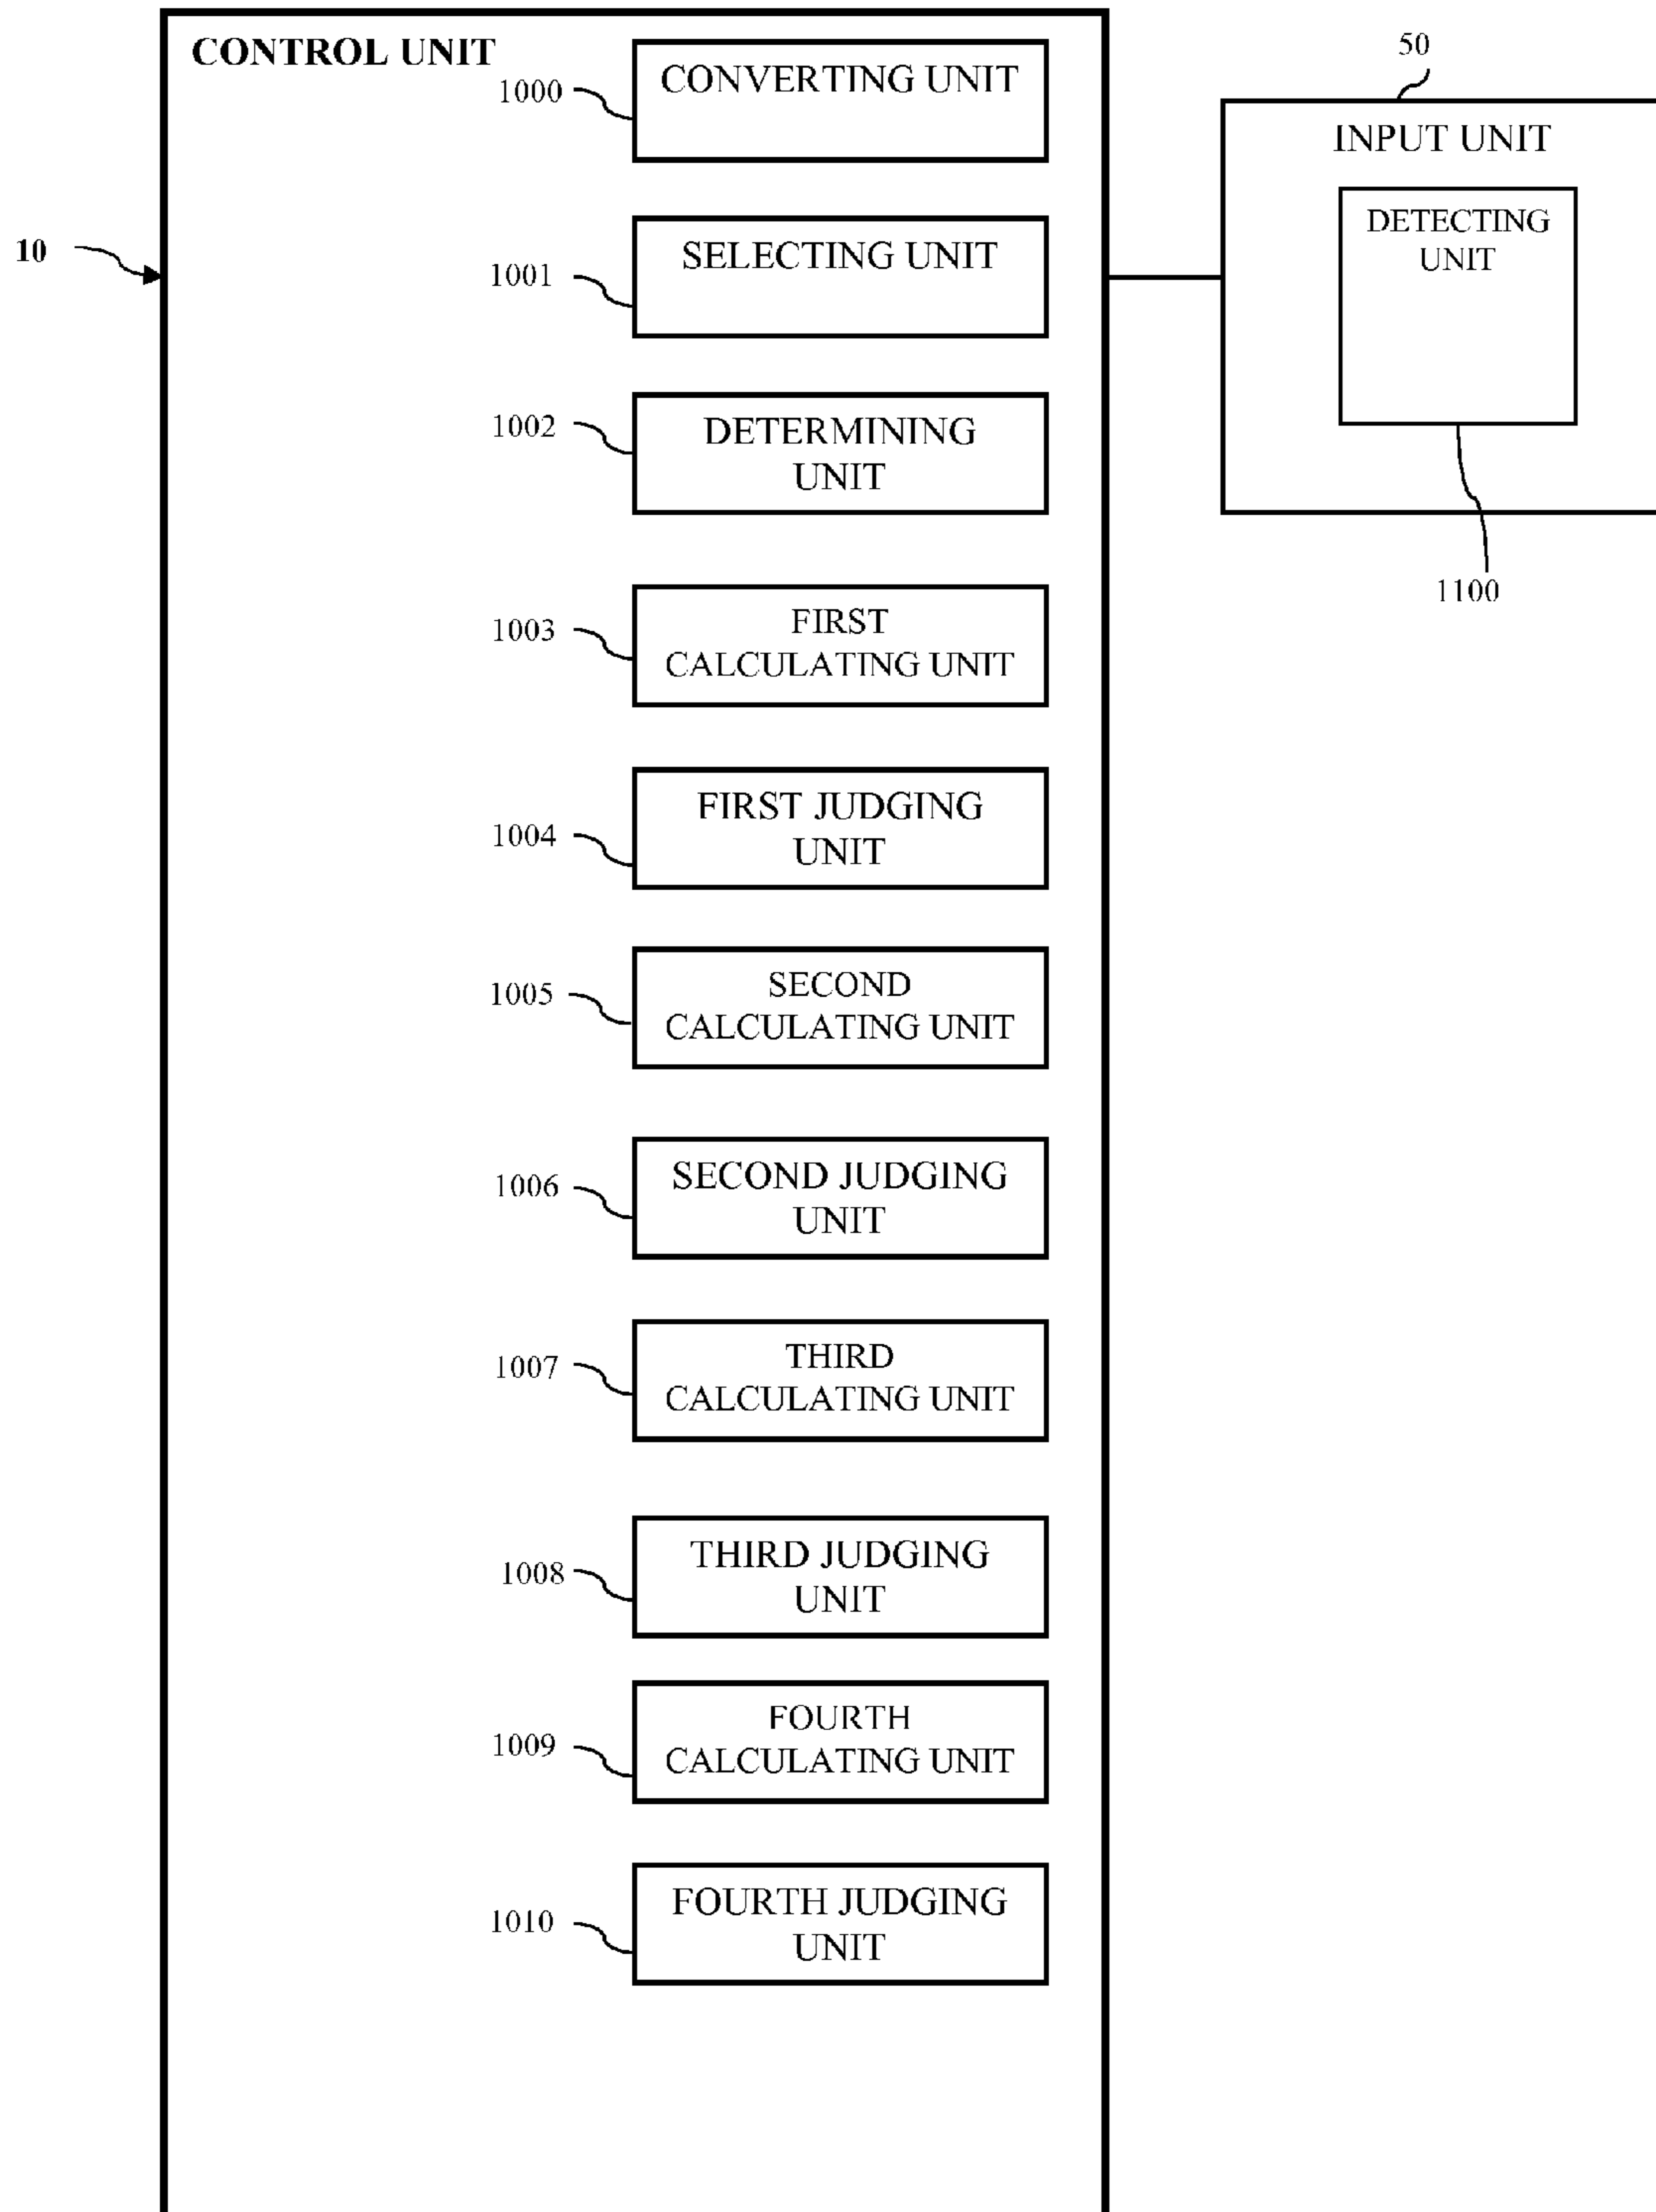 CONTROL UNIT
10
1000
CONVERTING UNIT
1001
SELECTING UNIT
1002
DETERMINING
UNIT
1003
FIRST
CALCULATING UNIT
1004
FIRST JUDGING
UNIT
1005
SECOND
CALCULATING UNIT
1006
SECOND JUDGING
UNIT
1007
THIRD
CALCULATING UNIT
1008
THIRD JUDGING
UNIT
1009
FOURTH
CALCULATING UNIT
1010
FOURTH JUDGING
UNIT
50
INPUT UNIT
DETECTING
UNIT
1100